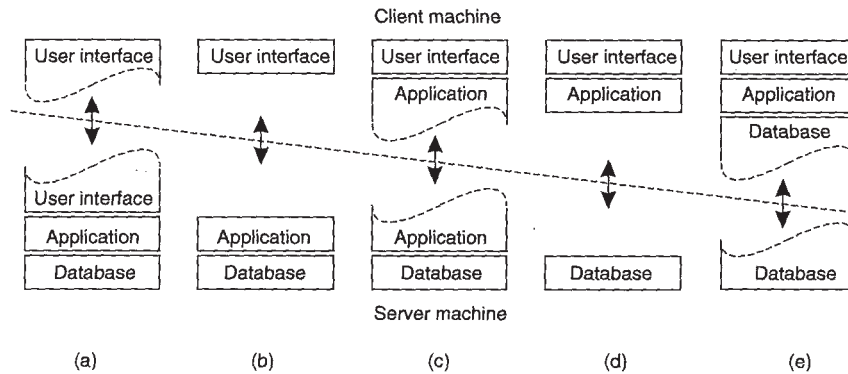 Client machine
User interface User interface User interface User interface User interface
Application Application Application
Database
User interface
Application Application Application
Database Database Database Database Database
Server machine
(a) (b) (c) (d) (e)